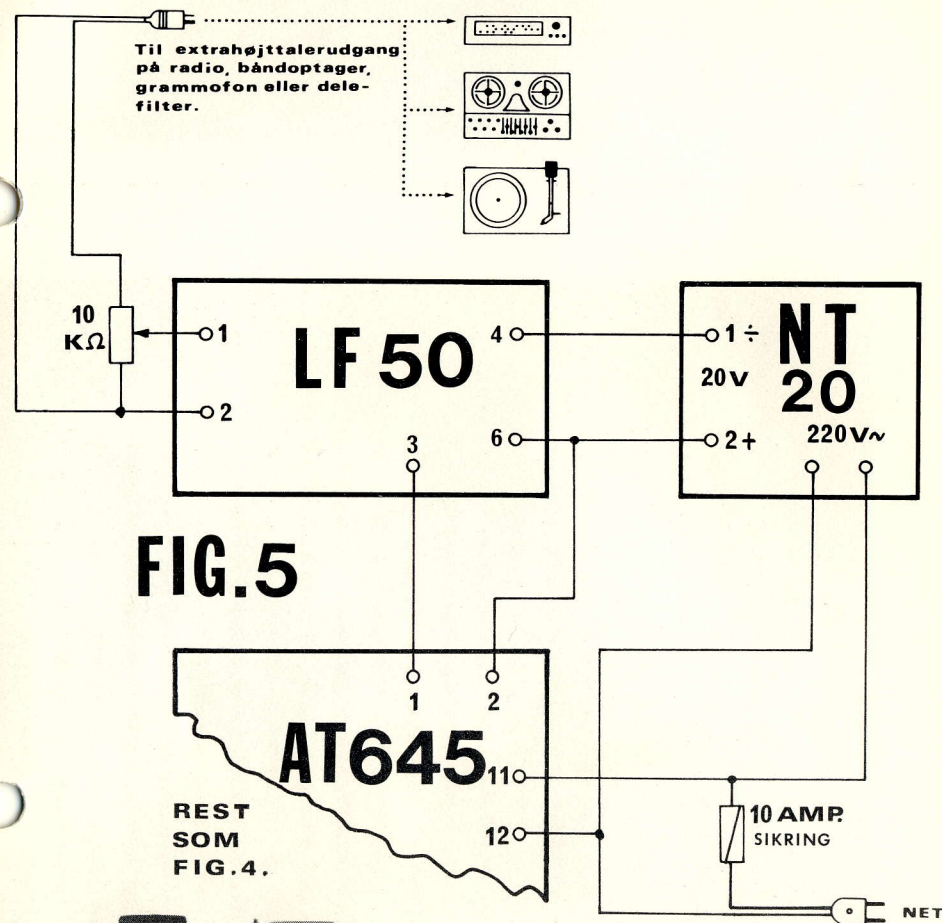 Til extrahøjttalerudgang
på radio, båndoptager,
grammofon eller dele-
filter.
10
KΩ
1
2
LF 50
3
4
6
1 ÷
20V
2+
NT
20
220V~
FIG.5
1
2
AT645
11
12
REST
SOM
FIG.4.
10 AMP.
SIKRING
NET